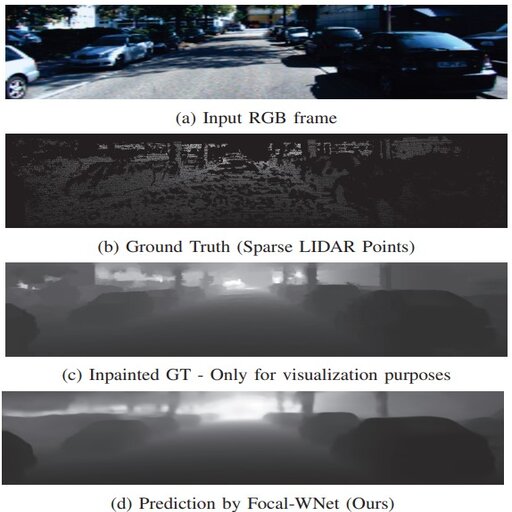 (a) Input RGB frame
(b) Ground Truth (Sparse LIDAR Points)
(c) Inpainted GT - Only for visualization purposes
(d) Prediction by Focal-WNet (Ours)